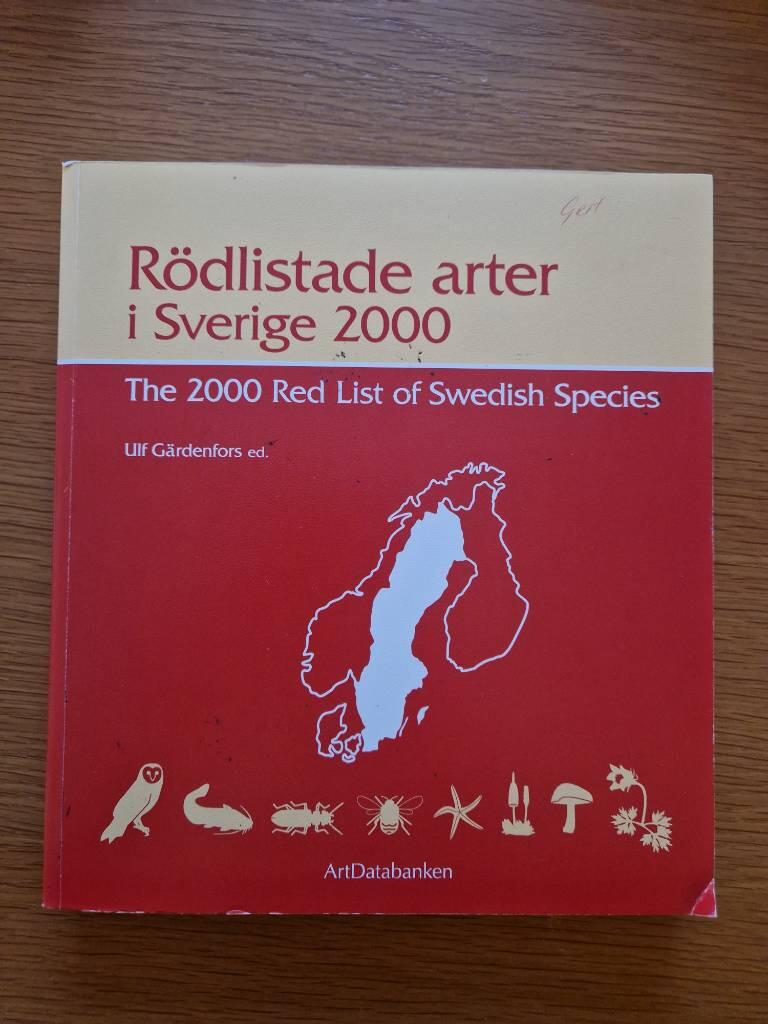 Gert
Rödlistade arter
i Sverige 2000
The 2000 Red List of Swedish Species
Ulf Gärdenfors ed.
ArtDatabanken